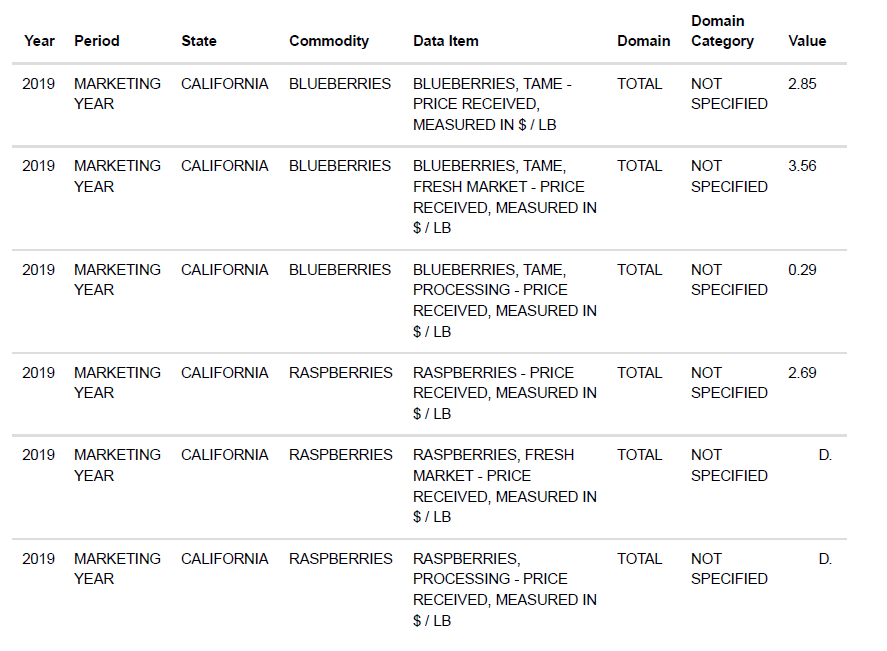 Year Period State Commodity Data Item Domain Domain Category Value
2019 MARKETING YEAR CALIFORNIA BLUEBERRIES BLUEBERRIES, TAME - PRICE RECEIVED, MEASURED IN $ / LB TOTAL NOT SPECIFIED 2.85
2019 MARKETING YEAR CALIFORNIA BLUEBERRIES BLUEBERRIES, TAME, FRESH MARKET - PRICE RECEIVED, MEASURED IN $ / LB TOTAL NOT SPECIFIED 3.56
2019 MARKETING YEAR CALIFORNIA BLUEBERRIES BLUEBERRIES, TAME, PROCESSING - PRICE RECEIVED, MEASURED IN $ / LB TOTAL NOT SPECIFIED 0.29
2019 MARKETING YEAR CALIFORNIA RASPBERRIES RASPBERRIES - PRICE RECEIVED, MEASURED IN $ / LB TOTAL NOT SPECIFIED 2.69
2019 MARKETING YEAR CALIFORNIA RASPBERRIES RASPBERRIES, FRESH MARKET - PRICE RECEIVED, MEASURED IN $ / LB TOTAL NOT SPECIFIED D.
2019 MARKETING YEAR CALIFORNIA RASPBERRIES RASPBERRIES, PROCESSING - PRICE RECEIVED, MEASURED IN $ / LB TOTAL NOT SPECIFIED D.